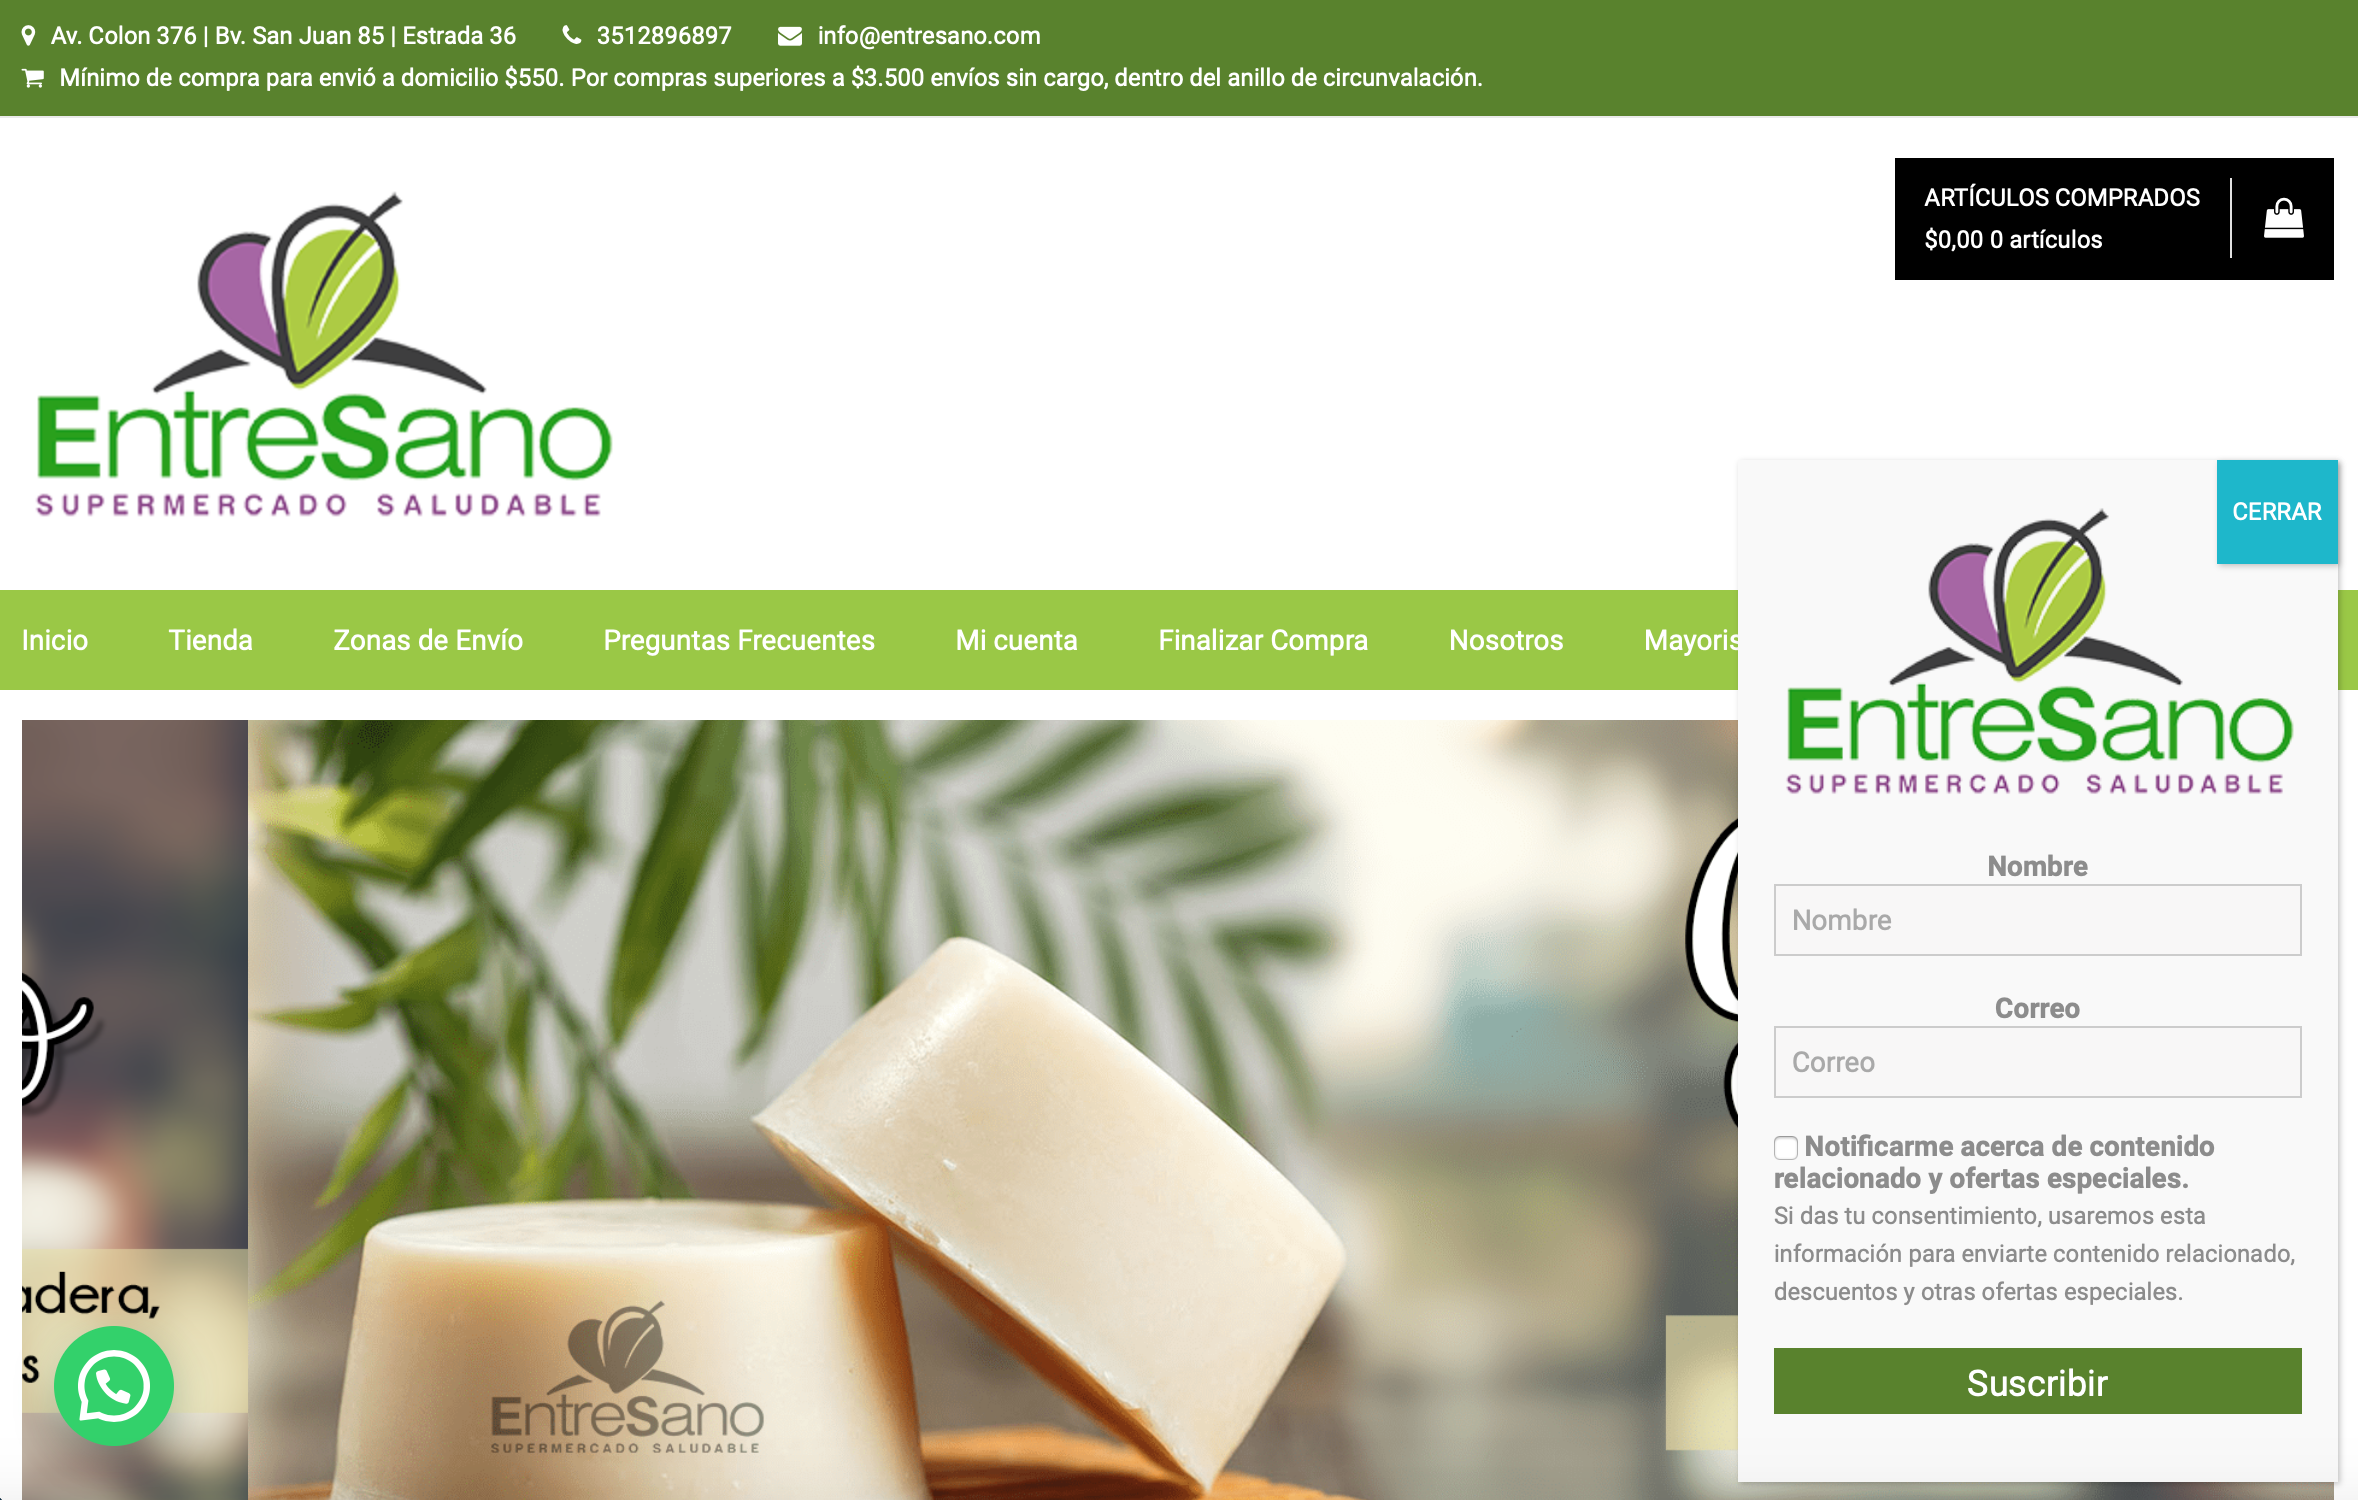 Av. Colon 376 | Bv. San Juan 85 | Estrada 36 3512896897 info@entresano.com
Mínimo de compra para envió a domicilio $550. Por compras superiores a $3.500 envíos sin cargo, dentro del anillo de circunvalación.
ARTÍCULOS COMPRADOS
$0,00 0 artículos
EntreSano
SUPERMERCADO SALUDABLE
Inicio Tienda Zonas de Envío Preguntas Frecuentes Mi cuenta Finalizar Compra Nosotros
CERRAR
EntreSano
SUPERMERCADO SALUDABLE
Nombre
Nombre
Correo
Correo
Notificarme acerca de contenido
relacionado y ofertas especiales.
Si das tu consentimiento, usaremos esta
información para enviarte contenido relacionado,
descuentos y otras ofertas especiales.
Suscribir
EntreSano
SUPERMERCADO SALUDABLE